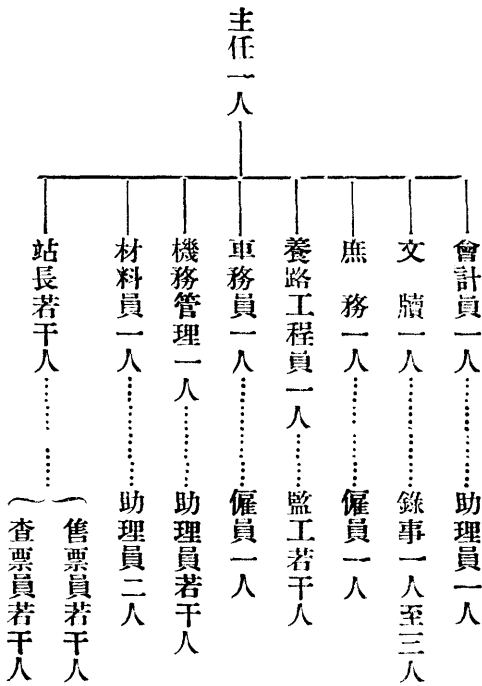 主任一人
會計員一人………助理員一人
文牘一人………錄事一人至三人
庶務一人………僱員一人
養路工程員一人……監工若干人
車務員一人………僱員一人
機務管理一人……助理員若干人
材料員一人………助理員二人
站長若干人………
售票員若干人
查票員若干人